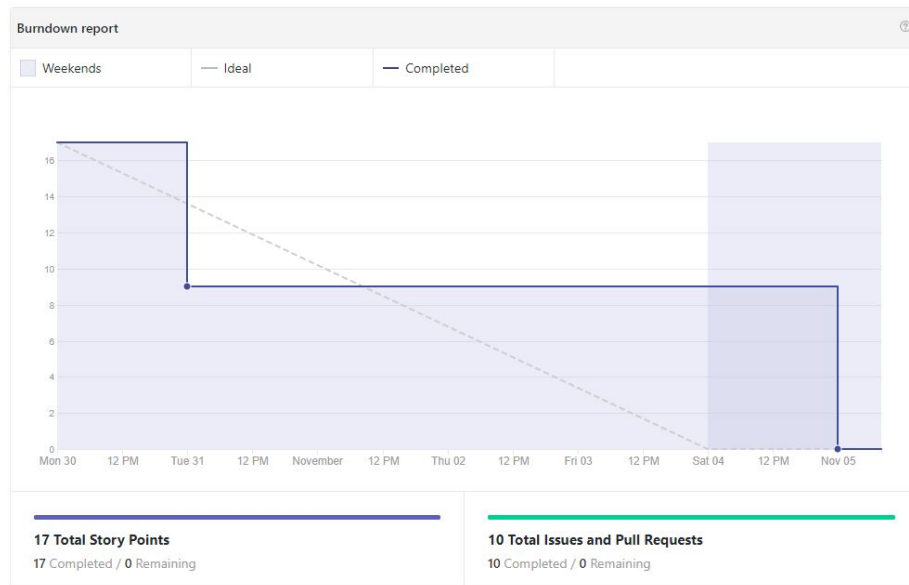 Burndown report
Weekends
Ideal
Completed
16
14
12
10
8
6
4
2
0
Mon 30 12 PM Tue 31 12 PM November 12 PM Thu 02 12 PM Fri 03 12 PM Sat 04 12 PM Nov 05
17 Total Story Points
17 Completed / 0 Remaining
10 Total Issues and Pull Requests
10 Completed / 0 Remaining